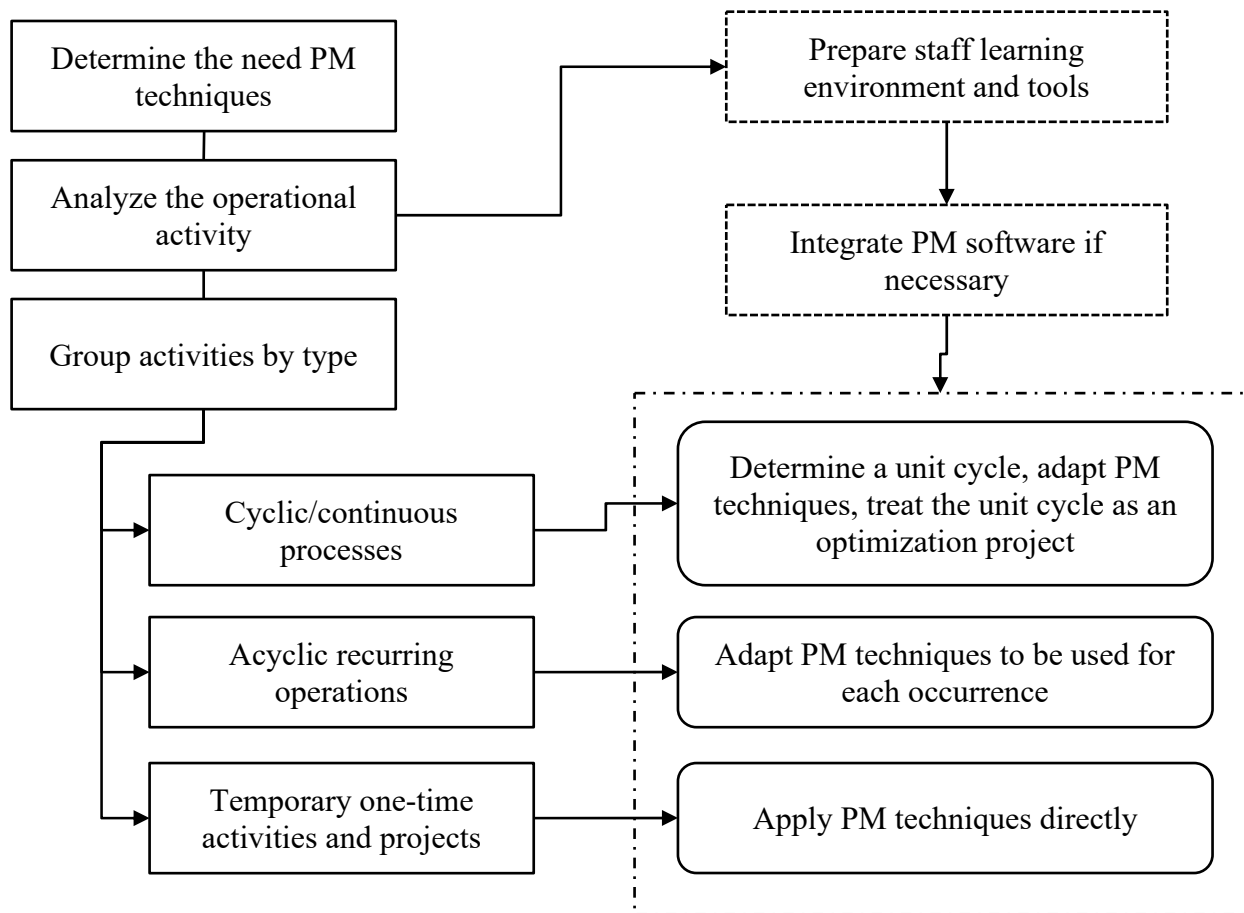 Determine the need PM
techniques
Analyze the operational
activity
Group activities by type
Prepare staff learning
environment and tools
Integrate PM software if
necessary
Cyclic/continuous
processes
Determine a unit cycle, adapt PM
techniques, treat the unit cycle as an
optimization project
Acyclic recurring
operations
Adapt PM techniques to be used for
each occurrence
Temporary one-time
activities and projects
Apply PM techniques directly